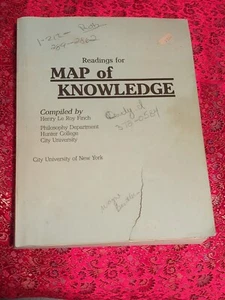 Readings for
MAP of
KNOWLEDGE
Compiled by
Henry Le Roy Finch
Philosophy Department
Hunter College
City University
City University of New York